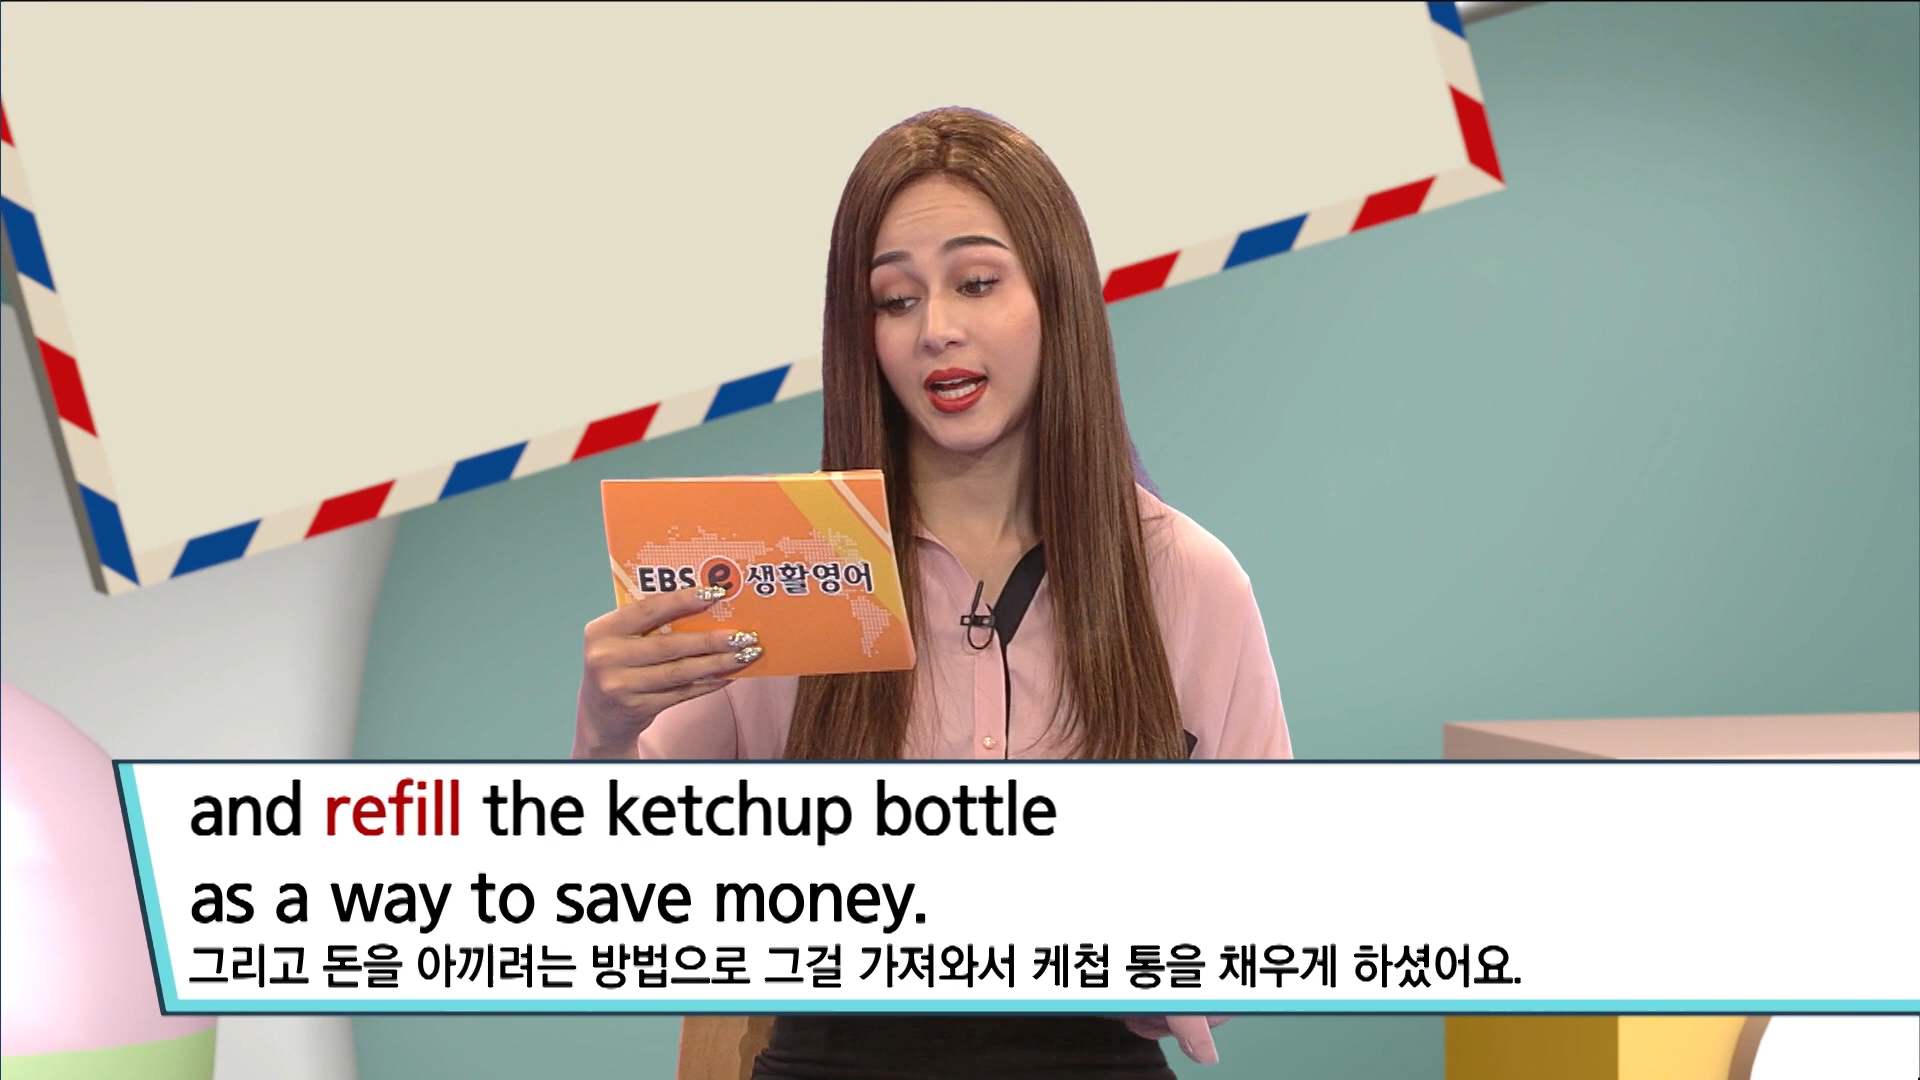 EBS e 생활영어
and refill the ketchup bottle
as a way to save money.
그리고 돈을 아끼려는 방법으로 그걸 가져와서 케첩 통을 채우게 하셨어요.